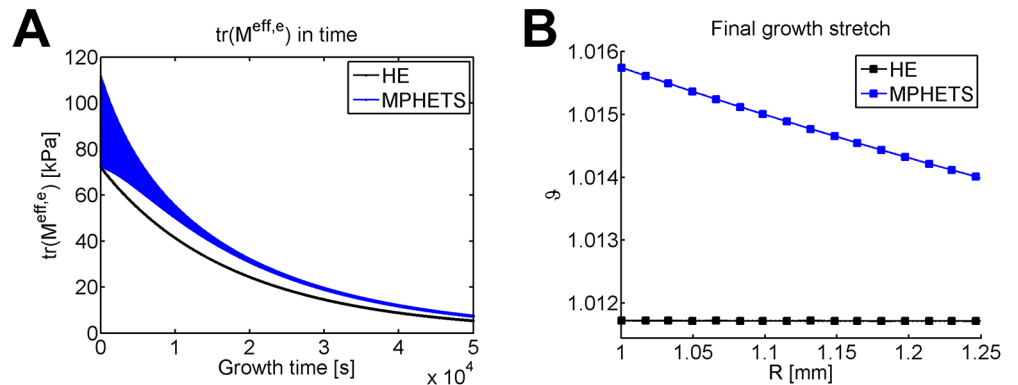 A
tr(M^eff,e) in time
tr(M^eff,e) [kPa]
120
100
80
60
40
20
0
HE
MPHETS
0 1 2 3 4 5
Growth time [s]
x 10^4
B
Final growth stretch
ϑ
1.016
1.015
1.014
1.013
1.012
HE
MPHETS
1 1.05 1.1 1.15 1.2 1.25
R [mm]